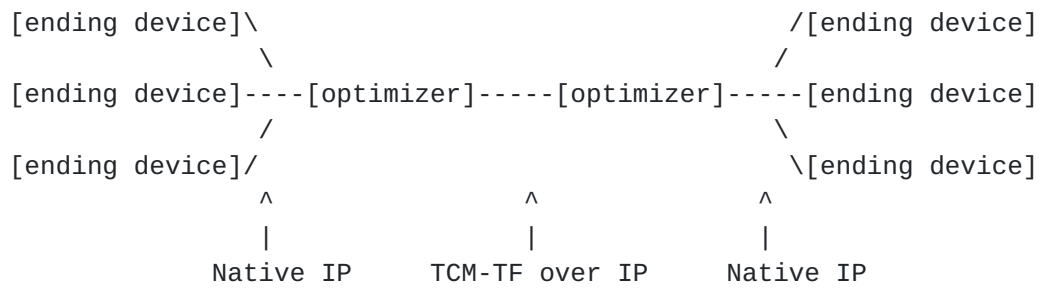 [ending device]\                                  /[ending device]
                \                                /
[ending device]----[optimizer]-----[optimizer]-----[ending device]
                /                                \
[ending device]/                                  \[ending device]
                ^                ^              ^
                |                |              |
             Native IP     TCM-TF over IP     Native IP